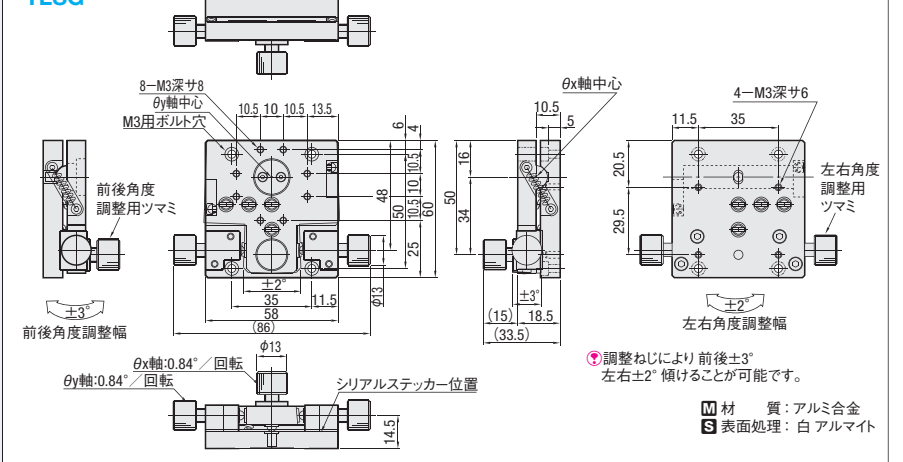 8−M3深サ8
θy軸中心
M3用ボルト穴
10.5 10 10.5 13.5
6
4
10
10.5
25
48
50
60
±2°
35
11.5
58
(86)
φ13
前後角度
調整用ツマミ
±3°
前後角度調整幅
θx軸中心
10.5
5
16
50
34
±3°
(15)
18.5
(33.5)
4−M3深サ6
11.5
35
20.5
29.5
左右角度
調整用
ツマミ
±2°
左右角度調整幅
φ13
θx軸:0.84°/回転
θy軸:0.84°/回転
シリアルステッカー位置
14.5
調整ねじにより 前後±3°
左右±2° 傾けることが可能です。
M 材　　質：アルミ合金
S 表面処理：白 アルマイト